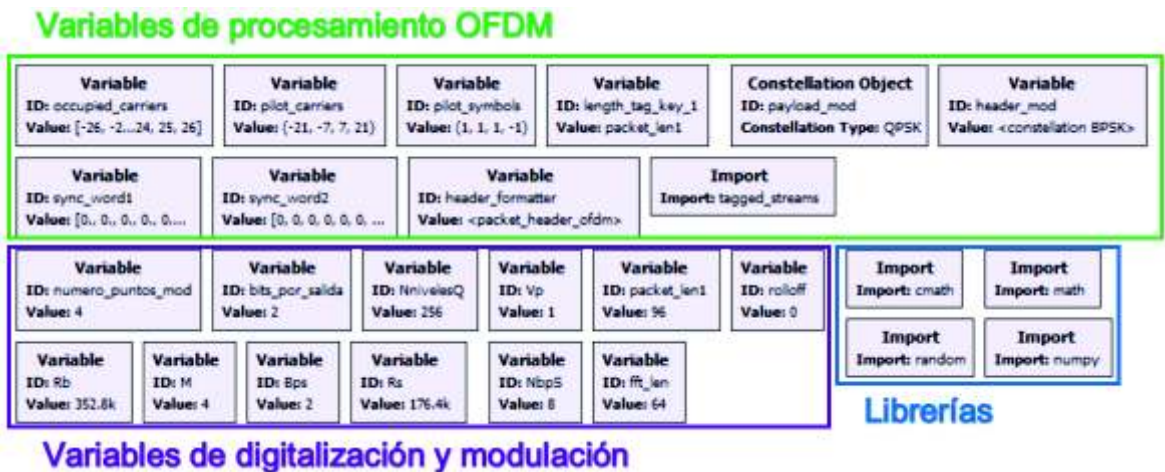 Variables de procesamiento OFDM
Variable
ID: occupied_carriers
Value: [-26, -2...24, 25, 26]
Variable
ID: pilot_carriers
Value: (-21, -7, 7, 21)
Variable
ID: pilot_symbols
Value: (1, 1, 1, -1)
Variable
ID: length_tag_key_1
Value: packet_len1
Constellation Object
ID: payload_mod
Constellation Type: QPSK
Variable
ID: header_mod
Value: <constelation BPSK>
Variable
ID: sync_word1
Value: [0., 0., 0., 0., 0....
Variable
ID: sync_word2
Value: [0, 0, 0, 0, 0, 0, ...
Variable
ID: header_formatter
Value: <packet_header_ofdm>
Import
Import: tagged_streams
Variable
ID: numero_puntos_mod
Value: 4
Variable
ID: bits_por_salida
Value: 2
Variable
ID: NnivelesQ
Value: 256
Variable
ID: Vp
Value: 1
Variable
ID: packet_len1
Value: 96
Variable
ID: rolloff
Value: 0
Variable
ID: Rb
Value: 352.8k
Variable
ID: M
Value: 4
Variable
ID: Bps
Value: 2
Variable
ID: Rs
Value: 176.4k
Variable
ID: NbpS
Value: 8
Variable
ID: fft_len
Value: 64
Import
Import: cmath
Import
Import: math
Import
Import: random
Import
Import: numpy
Librerías
Variables de digitalización y modulación